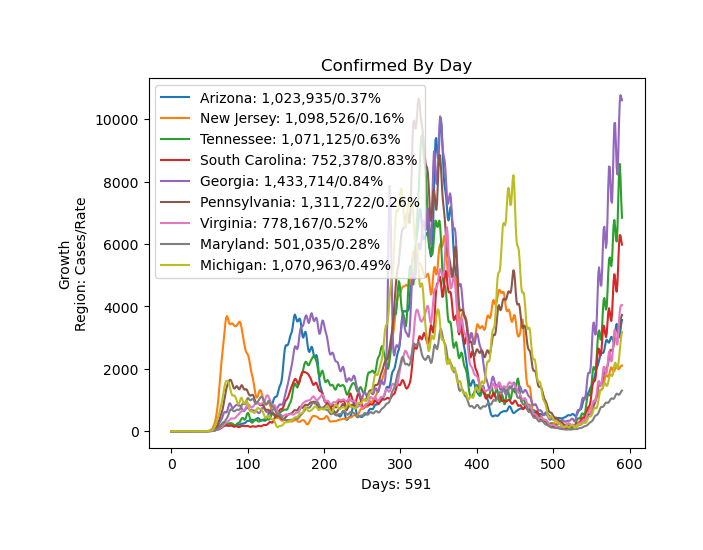 Confirmed By Day
Growth
Region: Cases/Rate
10000
8000
6000
4000
2000
0
Arizona: 1,023,935/0.37%
New Jersey: 1,098,526/0.16%
Tennessee: 1,071,125/0.63%
South Carolina: 752,378/0.83%
Georgia: 1,433,714/0.84%
Pennsylvania: 1,311,722/0.26%
Virginia: 778,167/0.52%
Maryland: 501,035/0.28%
Michigan: 1,070,963/0.49%
0 100 200 300 400 500 600
Days: 591